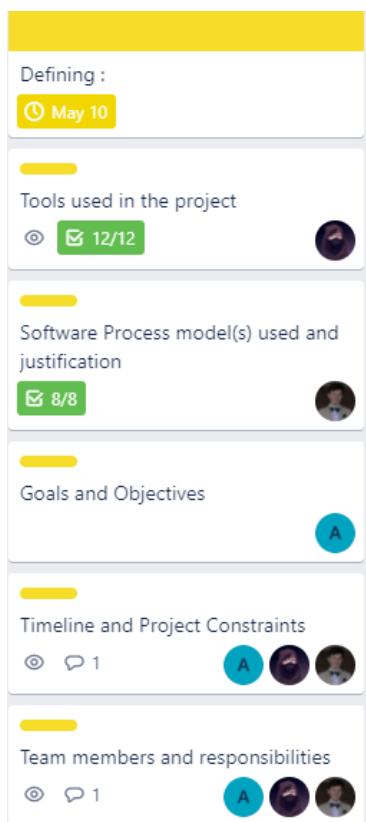 Defining :
May 10
Tools used in the project
12/12
Software Process model(s) used and
justification
8/8
Goals and Objectives
A
Timeline and Project Constraints
1
A
Team members and responsibilities
1
A